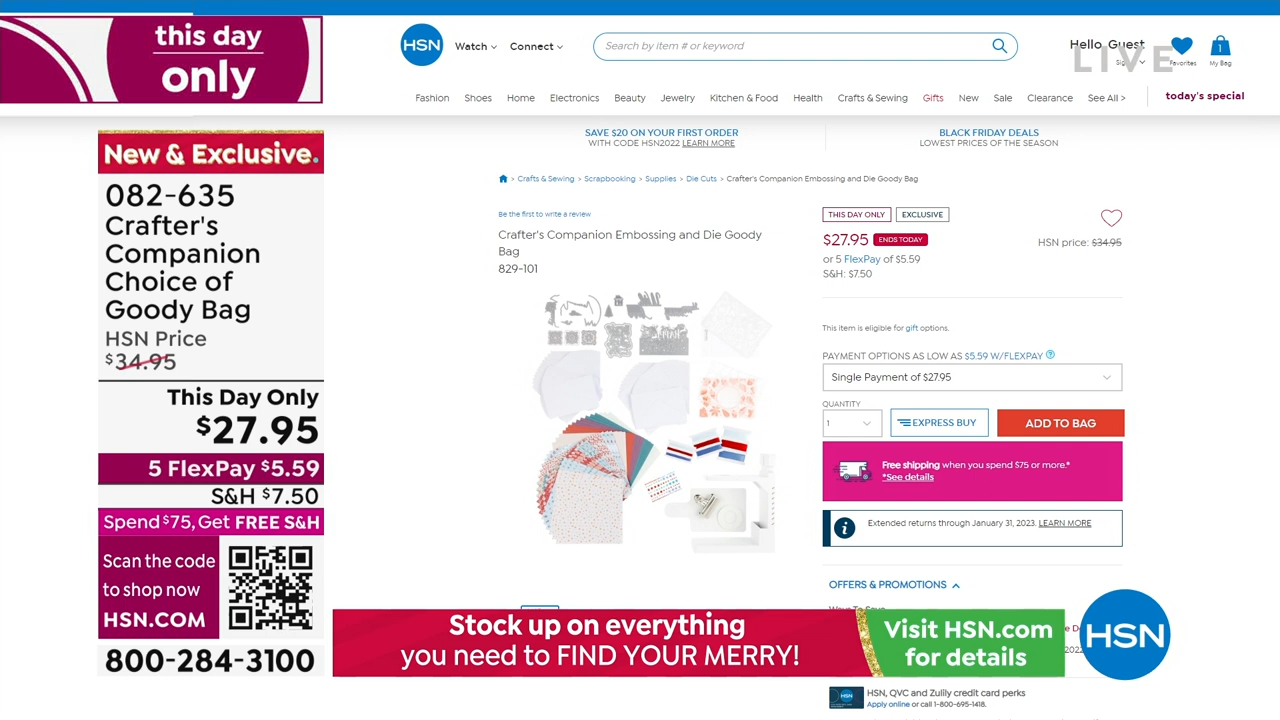 this day
only
New & Exclusive.
082-635
Crafter's
Companion
Choice of
Goody Bag
HSN Price
$34.95
This Day Only
$27.95
5 FlexPay $5.59
S&H $7.50
Spend $75, Get FREE S&H
Scan the code
to shop now
HSN.COM
800-284-3100
HSN
Watch
Connect
Search by item # or keyword
Hello, Guest
LIVE
Favorites
1
My Bag
Fashion Shoes Home Electronics Beauty Jewelry Kitchen & Food Health Crafts & Sewing Gifts New Sale Clearance See All >
today's special
SAVE $20 ON YOUR FIRST ORDER
WITH CODE HSN2022 LEARN MORE
BLACK FRIDAY DEALS
LOWEST PRICES OF THE SEASON
> Crafts & Sewing > Scrapbooking > Supplies > Die Cuts > Crafter's Companion Embossing and Die Goody Bag
Be the first to write a review
Crafter's Companion Embossing and Die Goody
Bag
829-101
THIS DAY ONLY EXCLUSIVE
$27.95 ENDS TODAY
HSN price: $34.95
or 5 FlexPay of $5.59
S&H: $7.50
This item is eligible for gift options.
PAYMENT OPTIONS AS LOW AS $5.59 W/FLEXPAY
Single Payment of $27.95
QUANTITY
1
EXPRESS BUY
ADD TO BAG
Free shipping when you spend $75 or more.*
*See details
Extended returns through January 31, 2023. LEARN MORE
OFFERS & PROMOTIONS
Stock up on everything
you need to FIND YOUR MERRY!
Visit HSN.com
for details
HSN
HSN, QVC and Zulily credit card perks
Apply online or call 1-800-695-1418.